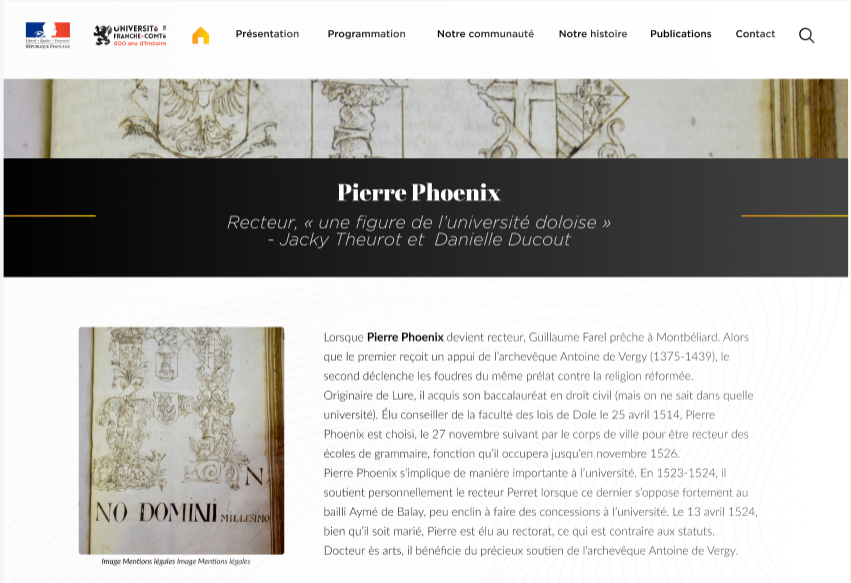 Liberté • Égalité • Fraternité
RÉPUBLIQUE FRANÇAISE
UNIVERSITÉ
FRANCHE-COMTÉ
600 ans d'histoire
Présentation
Programmation
Notre communauté
Notre histoire
Publications
Contact
Pierre Phoenix
Recteur, « une figure de l'université doloise »
- Jacky Theurot et Danielle Ducout
N
NO DOMINI MILLESIMO
Image Mentions légales Image Mentions légales
Lorsque Pierre Phoenix devient recteur, Guillaume Farel prêche à Montbéliard. Alors
que le premier reçoit un appui de l'archevêque Antoine de Vergy (1375-1439), le
second déclenche les foudres du même prélat contre la religion réformée.
Originaire de Lure, il acquis son baccalauréat en droit civil (mais on ne sait dans quelle
université). Élu conseiller de la faculté des lois de Dole le 25 avril 1514, Pierre
Phoenix est choisi, le 27 novembre suivant par le corps de ville pour être recteur des
écoles de grammaire, fonction qu'il occupera jusqu'en novembre 1526.
Pierre Phoenix s'implique de manière importante à l'université. En 1523-1524, il
soutient personnellement le recteur Perret lorsque ce dernier s'oppose fortement au
bailli Aymé de Balay, peu enclin à faire des concessions à l'université. Le 13 avril 1524,
bien qu'il soit marié, Pierre est élu au rectorat, ce qui est contraire aux statuts.
Docteur ès arts, il bénéficie du précieux soutien de l'archevêque Antoine de Vergy.